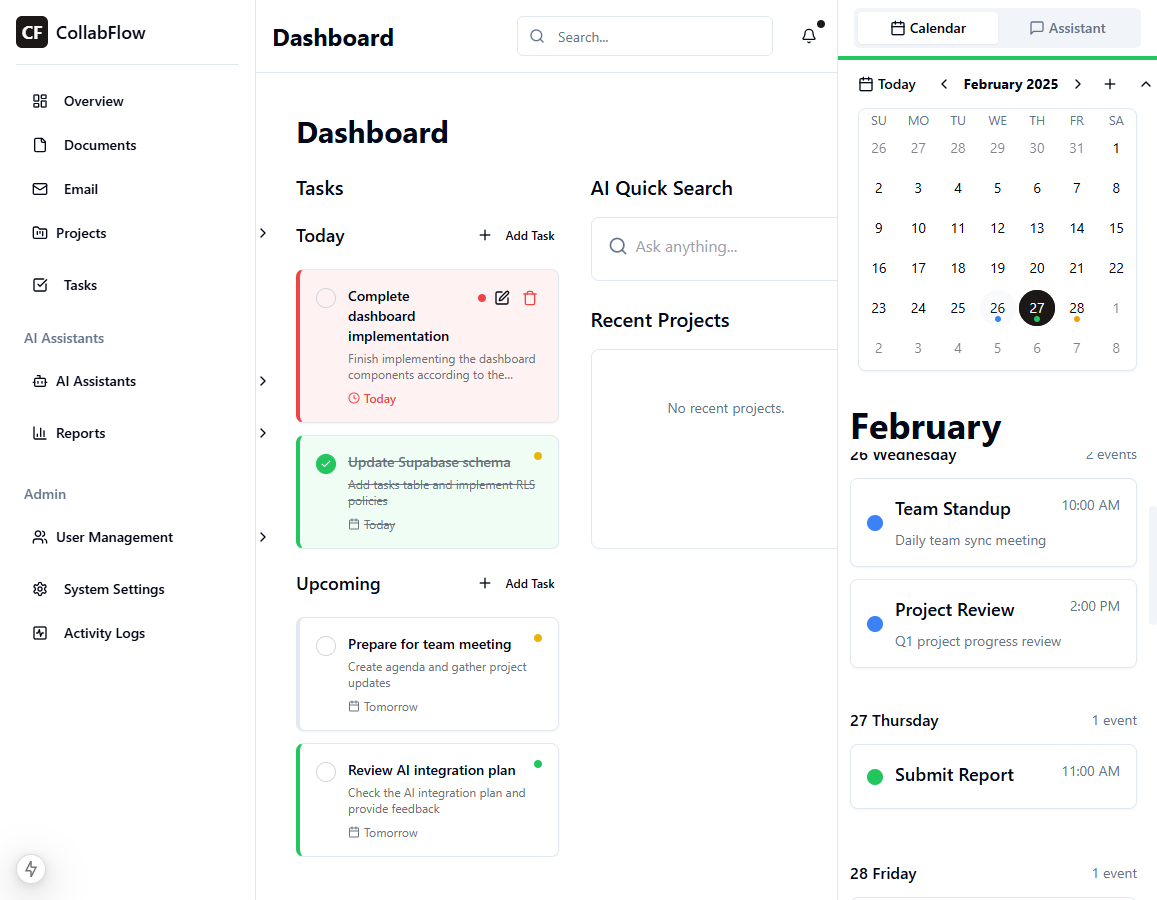 CF CollabFlow
Overview
Documents
Email
Projects
Tasks
AI Assistants
AI Assistants
Reports
Admin
User Management
System Settings
Activity Logs
Dashboard
Search...
Dashboard
Tasks
Today
Add Task
Complete
dashboard
implementation
Finish implementing the dashboard
components according to the...
Today
Update Supabase schema
Add tasks table and implement RLS
policies
Today
Upcoming
Add Task
Prepare for team meeting
Create agenda and gather project
updates
Tomorrow
Review AI integration plan
Check the AI integration plan and
provide feedback
Tomorrow
AI Quick Search
Ask anything...
Recent Projects
No recent projects.
Calendar
Assistant
Today
February 2025
SU MO TU WE TH FR SA
26 27 28 29 30 31 1
2 3 4 5 6 7 8
9 10 11 12 13 14 15
16 17 18 19 20 21 22
23 24 25 26 27 28 1
2 3 4 5 6 7 8
February
26 Wednesday 2 events
Team Standup 10:00 AM
Daily team sync meeting
Project Review 2:00 PM
Q1 project progress review
27 Thursday 1 event
Submit Report 11:00 AM
28 Friday 1 event